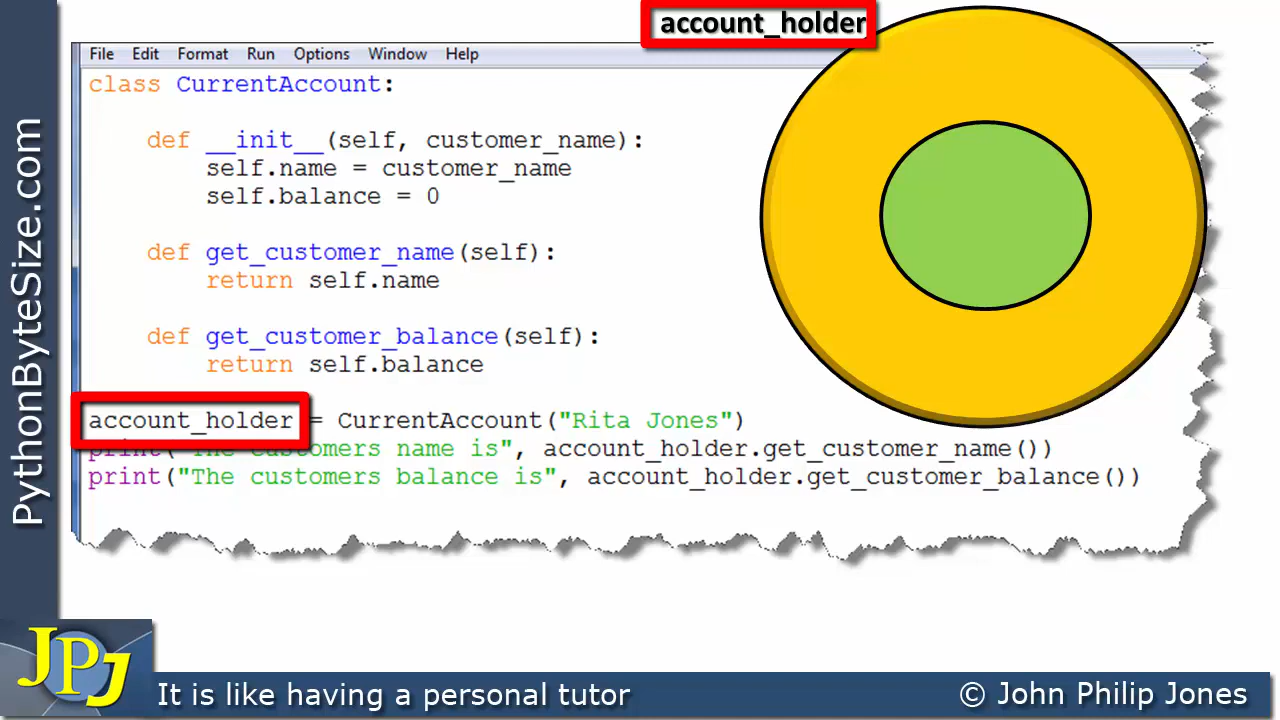 account_holder
File Edit Format Run Options Window Help
class CurrentAccount:
def __init__(self, customer_name):
self.name = customer_name
self.balance = 0
def get_customer_name(self):
return self.name
def get_customer_balance(self):
return self.balance
account_holder = CurrentAccount("Rita Jones")
print("The customers name is", account_holder.get_customer_name())
print("The customers balance is", account_holder.get_customer_balance())
PythonByteSize.com
JPJ
It is like having a personal tutor
© John Philip Jones